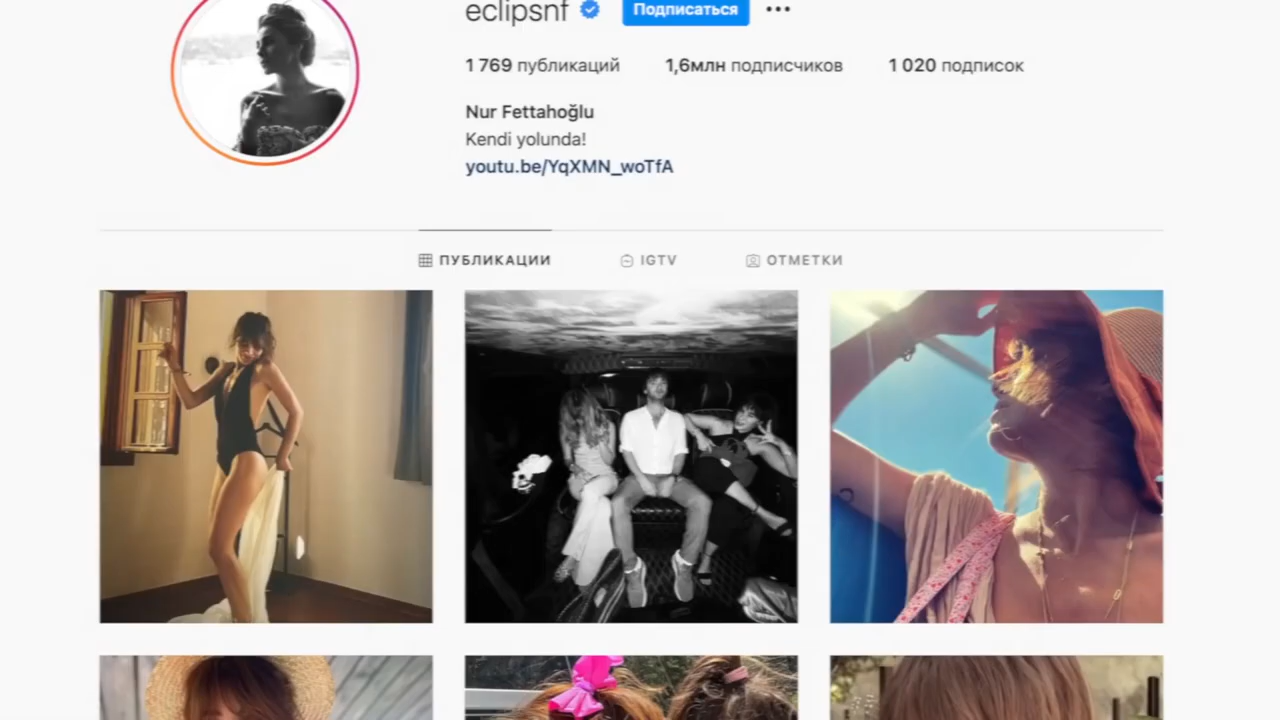 eclipsnf Подписаться
1 769 публикаций 1,6млн подписчиков 1 020 подписок
Nur Fettahoğlu
Kendi yolunda!
youtu.be/YqXMN_woTfA
ПУБЛИКАЦИИ IGTV ОТМЕТКИ